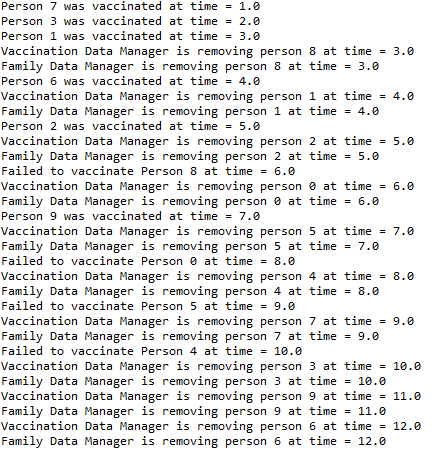 Person 7 was vaccinated at time = 1.0
Person 3 was vaccinated at time = 2.0
Person 1 was vaccinated at time = 3.0
Vaccination Data Manager is removing person 8 at time = 3.0
Family Data Manager is removing person 8 at time = 3.0
Person 6 was vaccinated at time = 4.0
Vaccination Data Manager is removing person 1 at time = 4.0
Family Data Manager is removing person 1 at time = 4.0
Person 2 was vaccinated at time = 5.0
Vaccination Data Manager is removing person 2 at time = 5.0
Family Data Manager is removing person 2 at time = 5.0
Failed to vaccinate Person 8 at time = 6.0
Vaccination Data Manager is removing person 0 at time = 6.0
Family Data Manager is removing person 0 at time = 6.0
Person 9 was vaccinated at time = 7.0
Vaccination Data Manager is removing person 5 at time = 7.0
Family Data Manager is removing person 5 at time = 7.0
Failed to vaccinate Person 0 at time = 8.0
Vaccination Data Manager is removing person 4 at time = 8.0
Family Data Manager is removing person 4 at time = 8.0
Failed to vaccinate Person 5 at time = 9.0
Vaccination Data Manager is removing person 7 at time = 9.0
Family Data Manager is removing person 7 at time = 9.0
Failed to vaccinate Person 4 at time = 10.0
Vaccination Data Manager is removing person 3 at time = 10.0
Family Data Manager is removing person 3 at time = 10.0
Vaccination Data Manager is removing person 9 at time = 11.0
Family Data Manager is removing person 9 at time = 11.0
Vaccination Data Manager is removing person 6 at time = 12.0
Family Data Manager is removing person 6 at time = 12.0